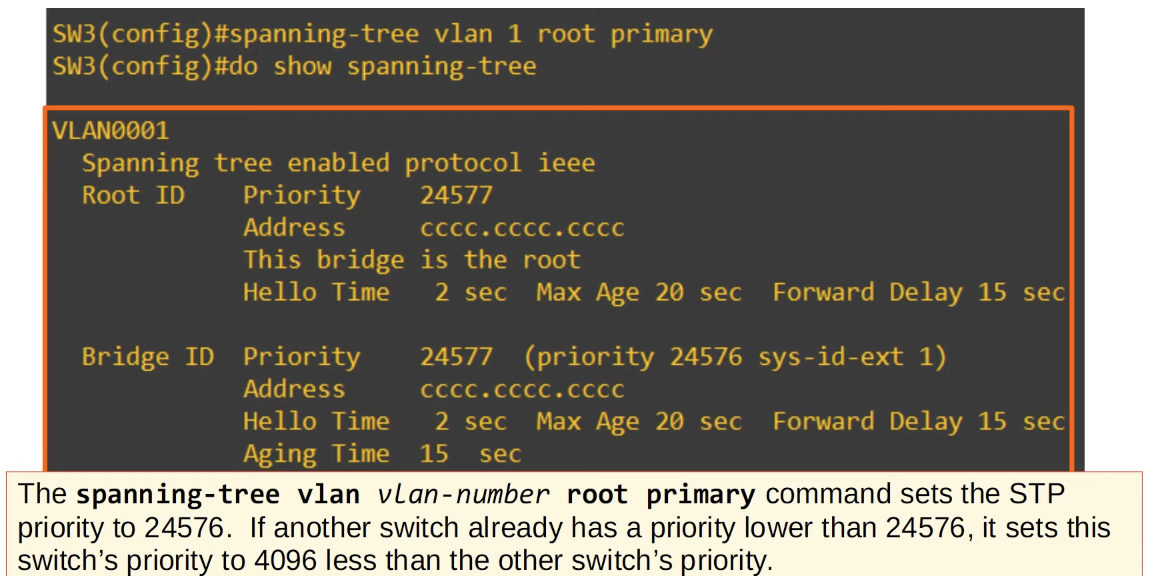 SW3(config)#spanning-tree vlan 1 root primary
SW3(config)#do show spanning-tree
VLAN0001
Spanning tree enabled protocol ieee
Root ID Priority 24577
Address cccc.cccc.cccc
This bridge is the root
Hello Time 2 sec Max Age 20 sec Forward Delay 15 sec
Bridge ID Priority 24577 (priority 24576 sys-id-ext 1)
Address cccc.cccc.cccc
Hello Time 2 sec Max Age 20 sec Forward Delay 15 sec
Aging Time 15 sec
The spanning-tree vlan vlan-number root primary command sets the STP
priority to 24576. If another switch already has a priority lower than 24576, it sets this
switch's priority to 4096 less than the other switch's priority.